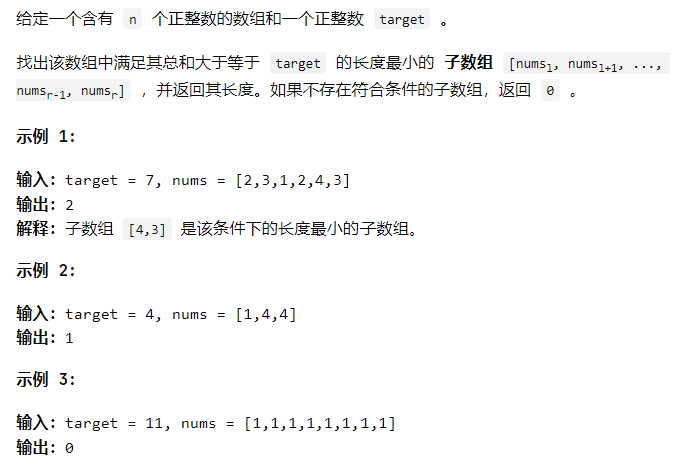 给定一个含有 n 个正整数的数组和一个正整数 target 。
找出该数组中满足其总和大于等于 target 的长度最小的 子数组 [numsl, numsl+1, ...,
numsr-1, numsr] ，并返回其长度。如果不存在符合条件的子数组，返回 0 。
示例 1：
输入：target = 7, nums = [2,3,1,2,4,3]
输出：2
解释：子数组 [4,3] 是该条件下的长度最小的子数组。
示例 2：
输入：target = 4, nums = [1,4,4]
输出：1
示例 3：
输入：target = 11, nums = [1,1,1,1,1,1,1,1]
输出：0